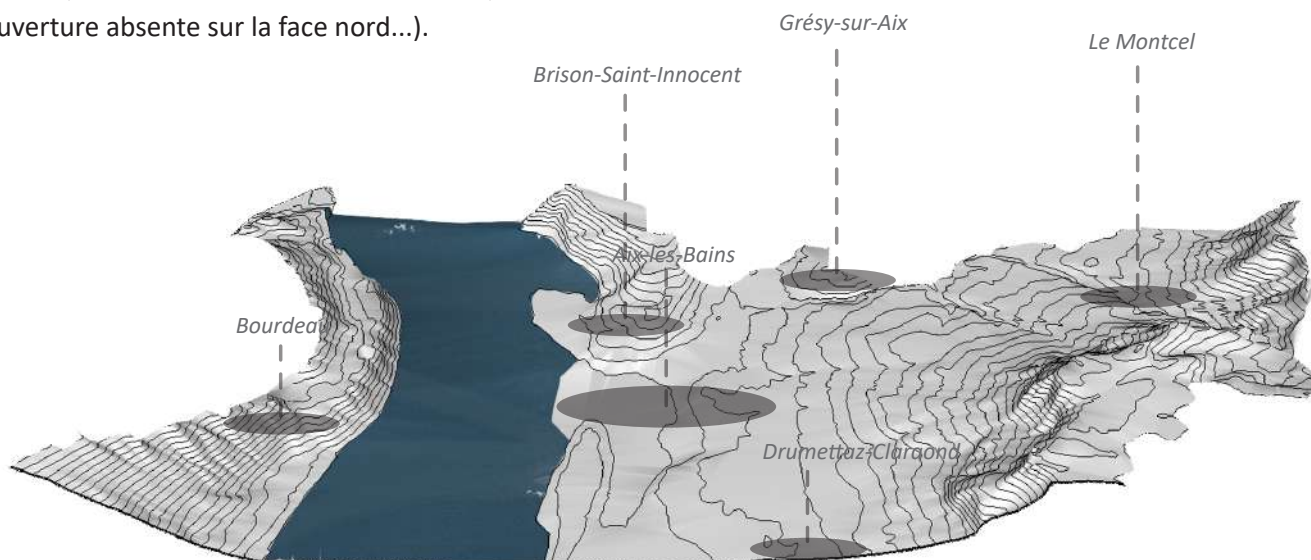 uverture absente sur la face nord...).
Grésy-sur-Aix
Le Montcel
Brison-Saint-Innocent
Aix-les-Bains
Bourdeau
Drumettaz-Clarafond